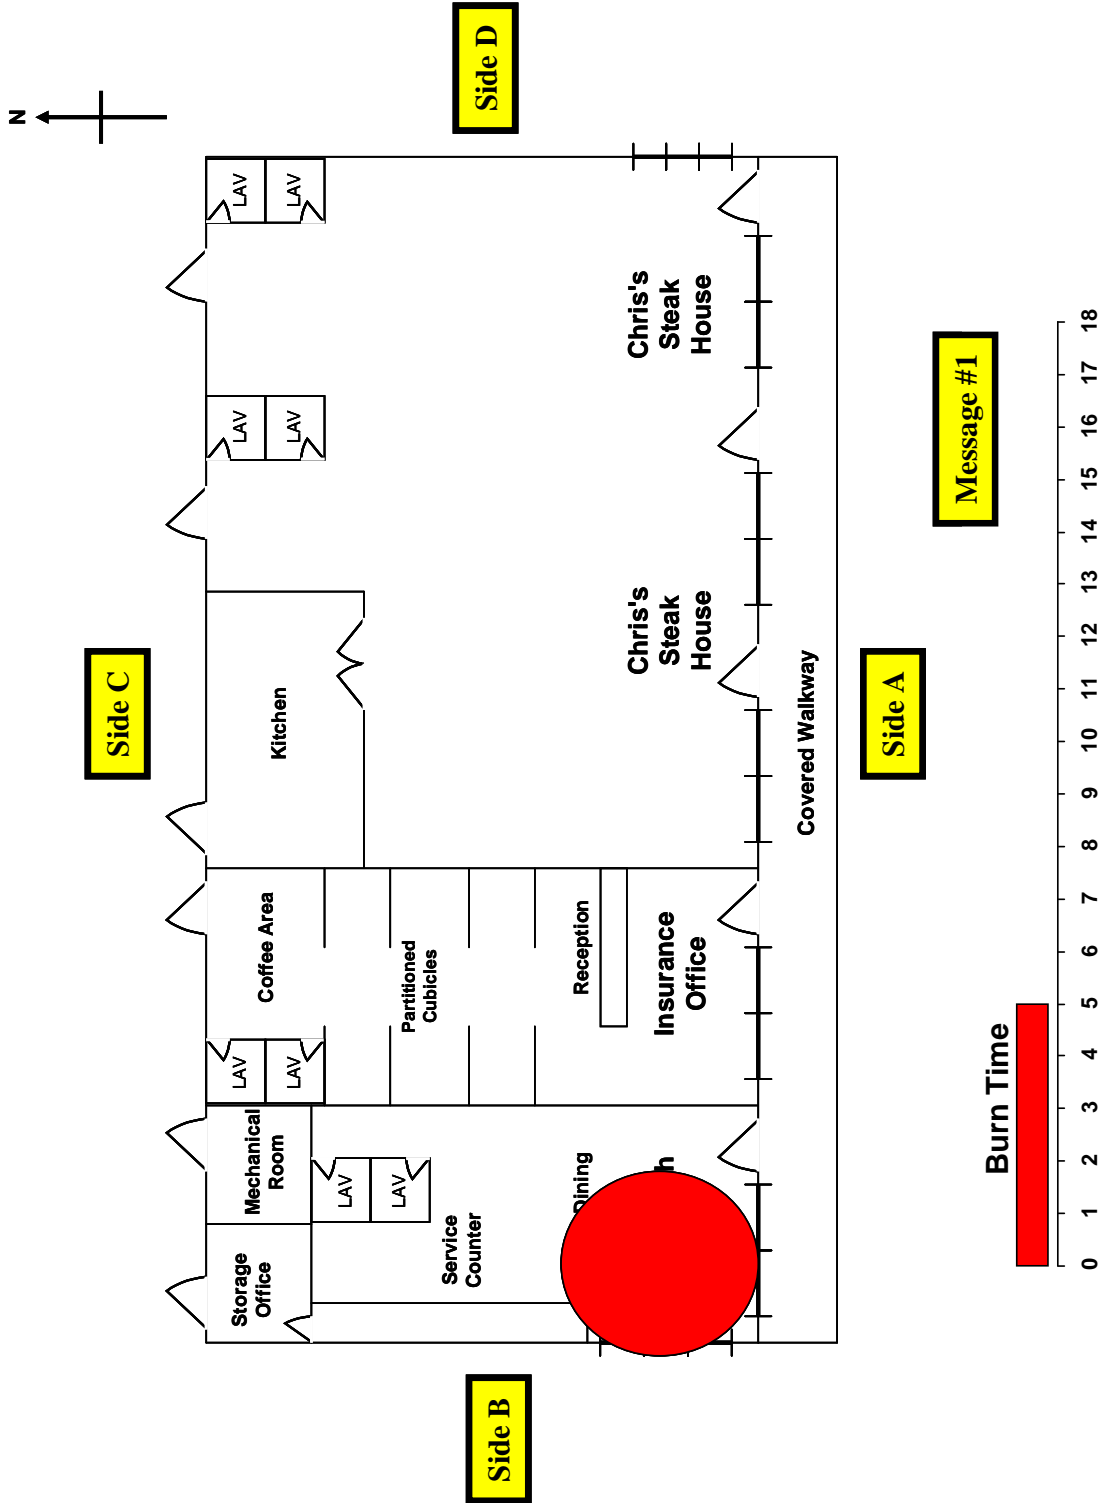 N
Side C
Storage
Office
Mechanical
Room
LAV
LAV
Coffee Area
Kitchen
LAV
LAV
LAV
LAV
LAV
LAV
Service
Counter
Partitioned
Cubicles
Side B
Side D
Dining
Reception
Insurance
Office
Chris's
Steak
House
Chris's
Steak
House
Covered Walkway
Side A
Message #1
Burn Time
0 1 2 3 4 5 6 7 8 9 10 11 12 13 14 15 16 17 18